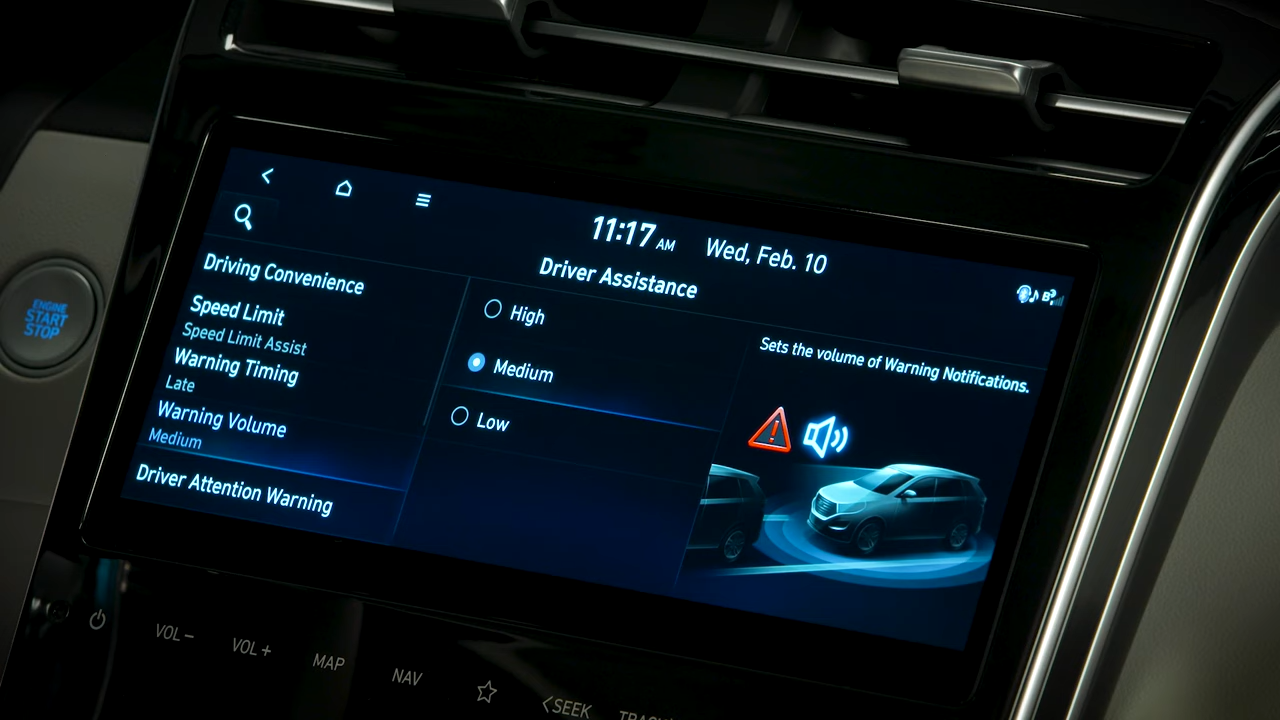 11:17 AM Wed, Feb. 10
Driver Assistance
Driving Convenience
Speed Limit
Speed Limit Assist
Warning Timing
Late
Warning Volume
Medium
Driver Attention Warning
High
Medium
Low
Sets the volume of Warning Notifications.
ENGINE
START
STOP
VOL−
VOL+
MAP
NAV
<SEEK